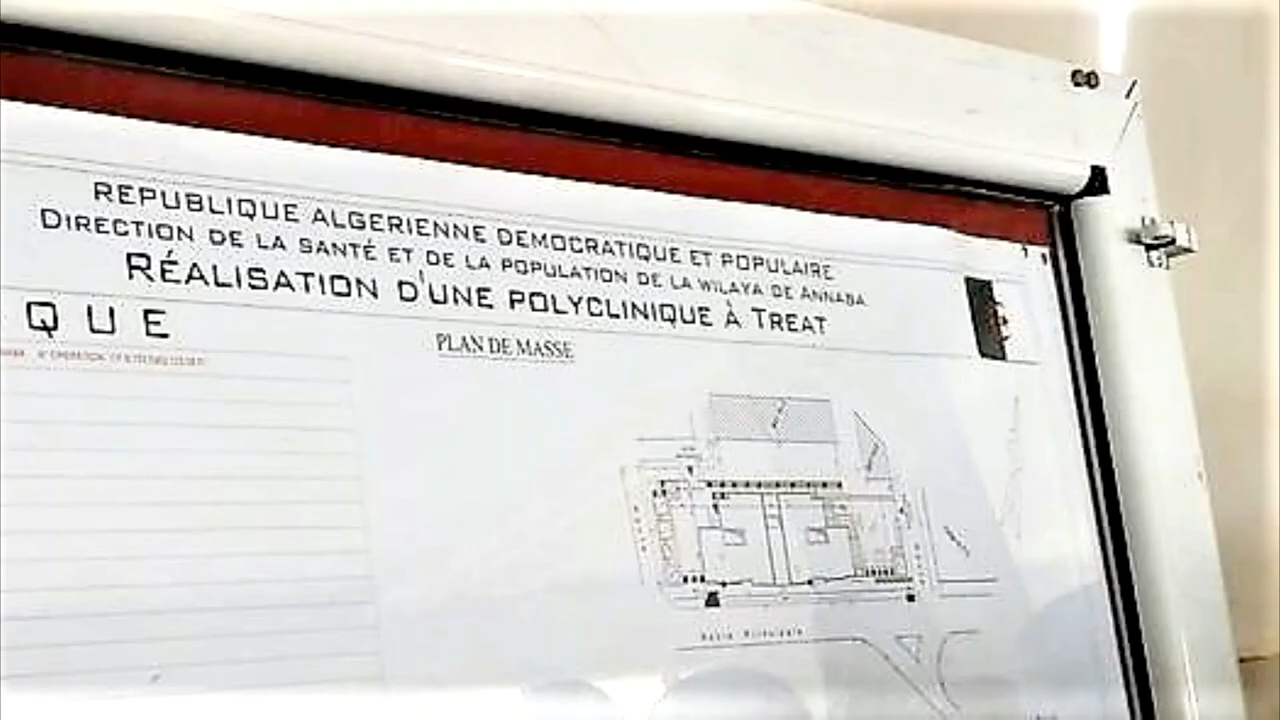 REPUBLIQUE ALGERIENNE DEMOCRATIQUE ET POPULAIRE
DIRECTION DE LA SANTÉ ET DE LA POPULATION DE LA WILAYA DE ANNABA
RÉALISATION D'UNE POLYCLINIQUE À TREAT
QUE
PLAN DE MASSE